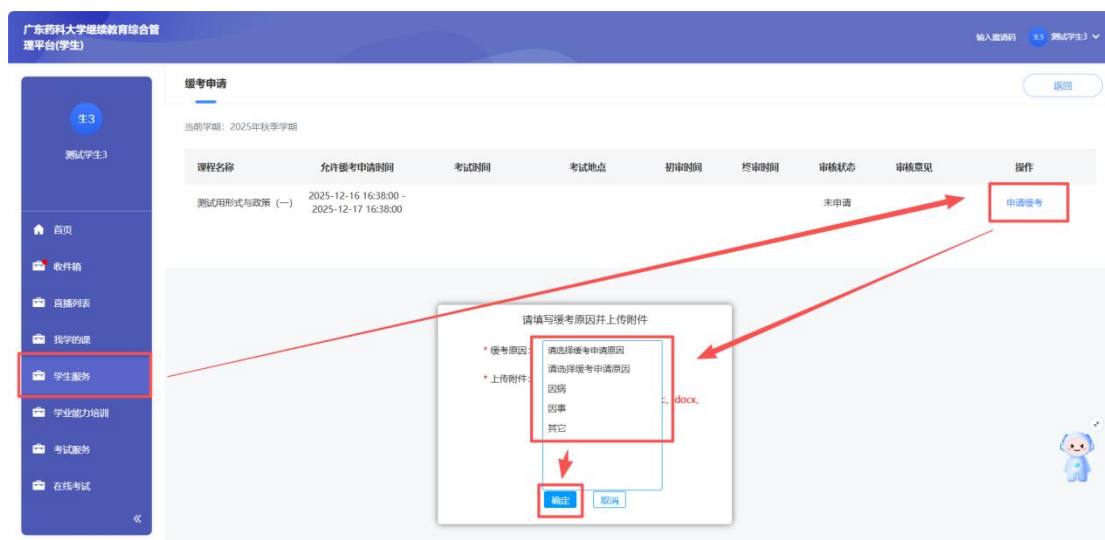 广东药科大学继续教育综合管
理平台(学生)
输入邀请码
生3
测试学生3
生3
测试学生3
首页
收件箱
直播列表
我学的课
学生服务
学业能力培训
考试服务
在线考试
缓考申请
返回
当前学期：2025年秋季学期
课程名称 允许缓考申请时间 考试时间 考试地点 初审时间 终审时间 审核状态 审核意见 操作
测试用形式与政策（一） 2025-12-16 16:38:00 - 未申请 申请缓考
2025-12-17 16:38:00
请填写缓考原因并上传附件
* 缓考原因: 请选择缓考申请原因
请选择缓考申请原因
* 上传附件:
因病
、docx、
因事
其它
确定 取消